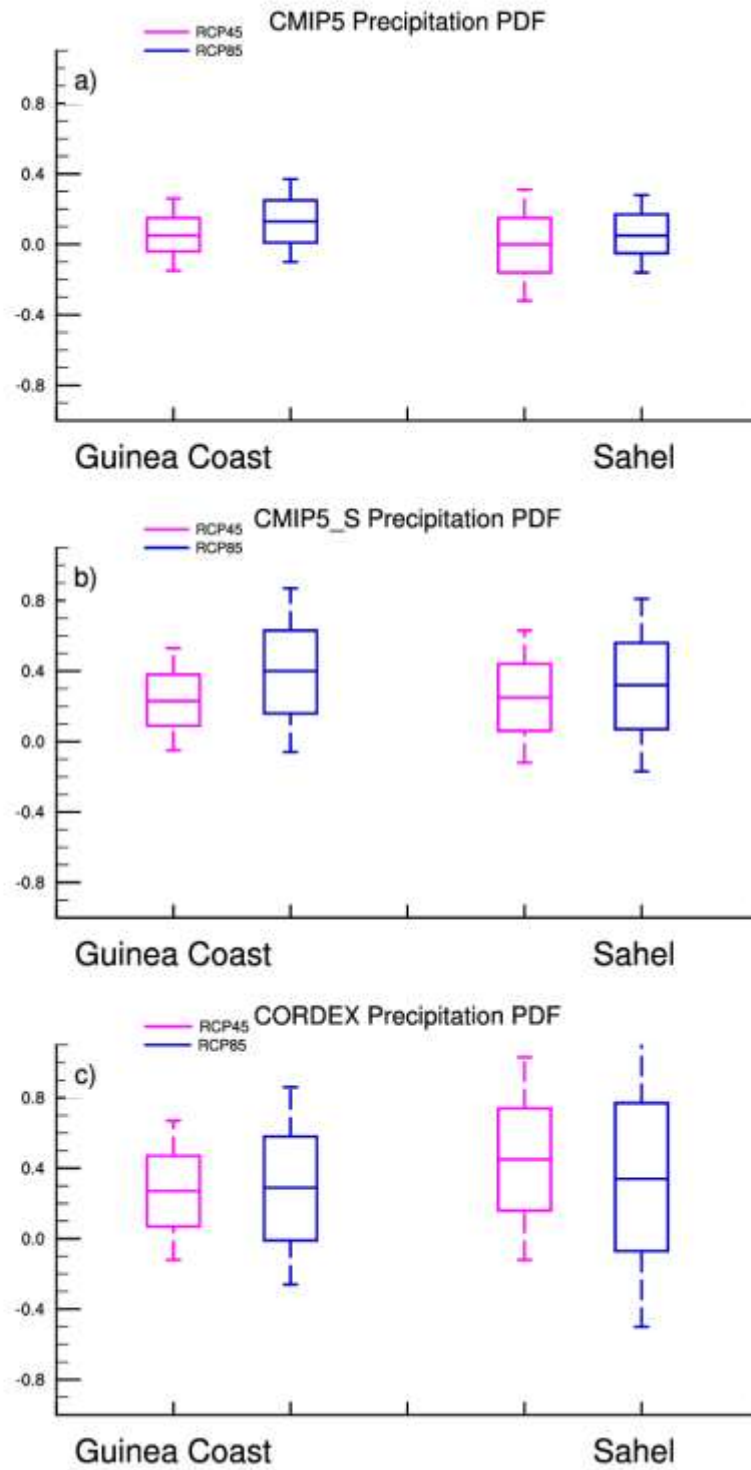 CMIP5 Precipitation PDF
RCP45
RCP85
a)
0.8
0.4
0.0
-0.4
-0.8
Guinea Coast Sahel
CMIP5_S Precipitation PDF
RCP45
RCP85
b)
0.8
0.4
0.0
-0.4
-0.8
Guinea Coast Sahel
CORDEX Precipitation PDF
RCP45
RCP85
c)
0.8
0.4
0.0
-0.4
-0.8
Guinea Coast Sahel